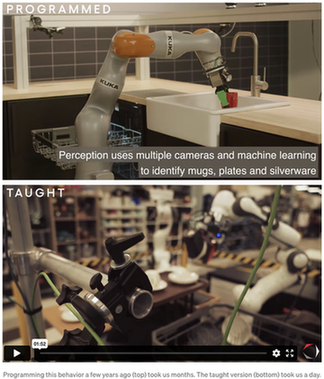 PROGRAMMED
KUKA
KUKA
Perception uses multiple cameras and machine learning
to identify mugs, plates and silverware
TAUGHT
01:52
Programming this behavior a few years ago (top) took us months. The taught version (bottom) took us a day.